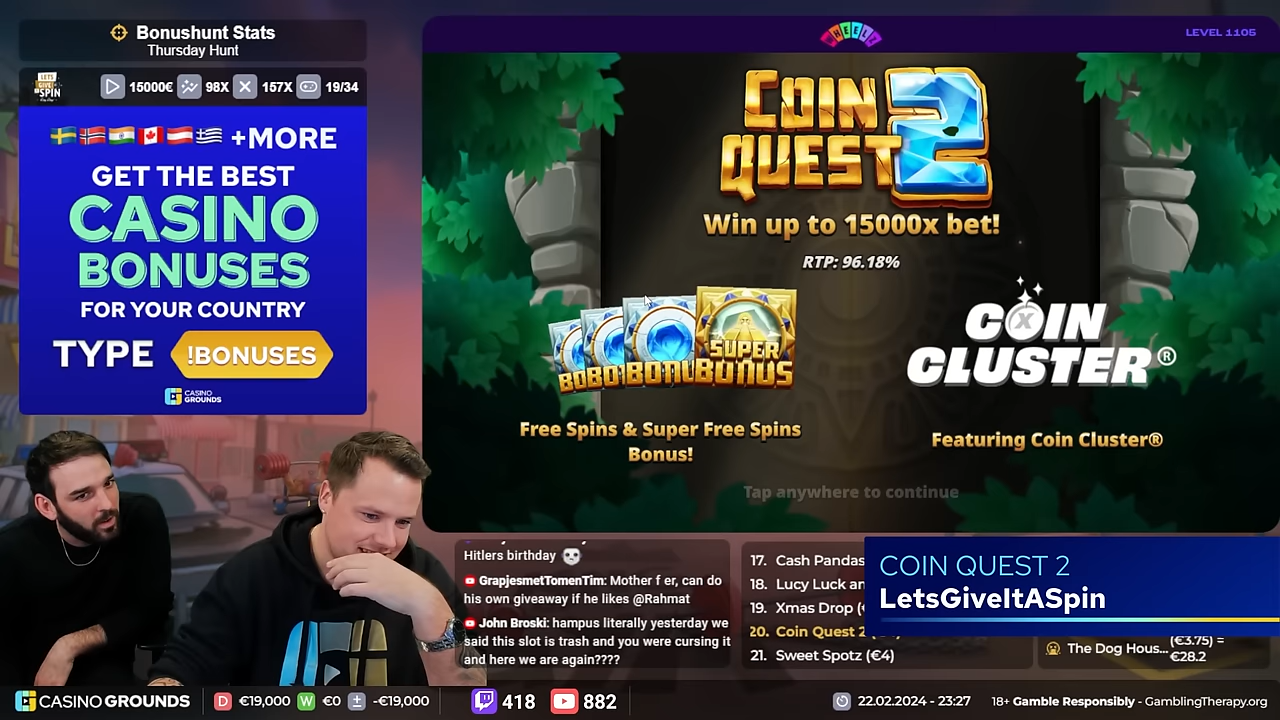 Bonushunt Stats
Thursday Hunt
LETS GIVE IT A SPIN
15000€ 98X 157X 19/34
+MORE
GET THE BEST
CASINO
BONUSES
FOR YOUR COUNTRY
TYPE !BONUSES
CASINO
GROUNDS
WHEELZ
LEVEL 1105
COIN
QUEST 2
Win up to 15000x bet!
RTP: 96.18%
BONUS
SUPER
BONUS
Free Spins & Super Free Spins
Bonus!
COIN
CLUSTER®
Featuring Coin Cluster®
Tap anywhere to continue
Hitlers birthday 💀
GrapjesmetTomenTim: Mother f er, can do
his own giveaway if he likes @Rahmat
John Broski: hampus literally yesterday we
said this slot is trash and you were cursing it
and here we are again????
17. Cash Pandas
18. Lucy Luck an
19. Xmas Drop (€
20. Coin Quest 2
21. Sweet Spotz (€4)
COIN QUEST 2
LetsGiveItASpin
The Dog Hous...
(€3.75) =
€28.2
CASINOGROUNDS
D €19,000 W €0 ± -€19,000
418 882
22.02.2024 - 23:27
18+ Gamble Responsibly - GamblingTherapy.org